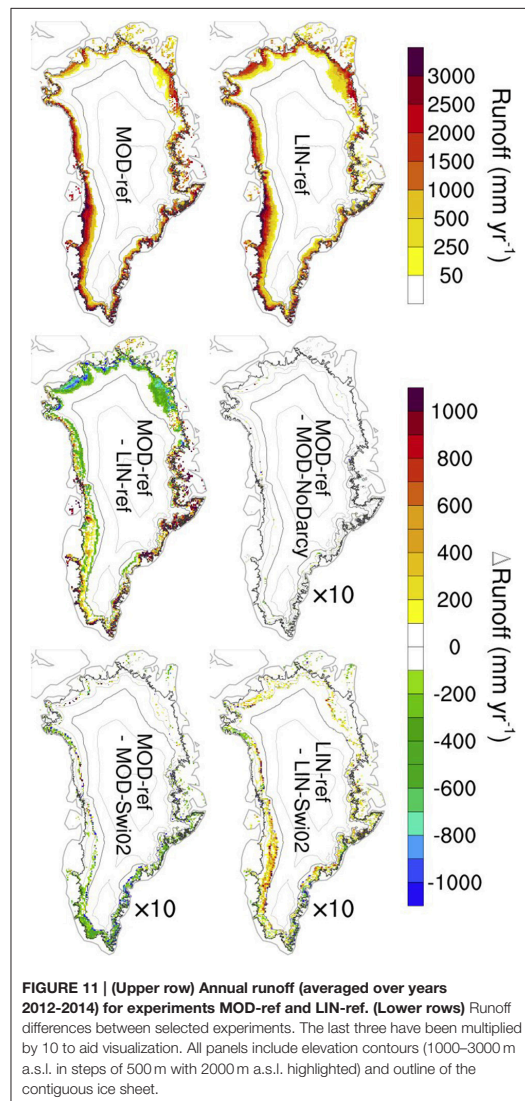 MOD-ref
LIN-ref
Runoff (mm yr⁻¹)
3000
2500
2000
1500
1000
500
250
50
MOD-ref
- LIN-ref
MOD-ref
- MOD-NoDarcy
×10
MOD-ref
- MOD-Swi02
×10
LIN-ref
- LIN-Swi02
×10
△Runoff (mm yr⁻¹)
1000
800
600
400
200
0
-200
-400
-600
-800
-1000
FIGURE 11 | (Upper row) Annual runoff (averaged over years
2012-2014) for experiments MOD-ref and LIN-ref. (Lower rows) Runoff
differences between selected experiments. The last three have been multiplied
by 10 to aid visualization. All panels include elevation contours (1000–3000 m
a.s.l. in steps of 500 m with 2000 m a.s.l. highlighted) and outline of the
contiguous ice sheet.